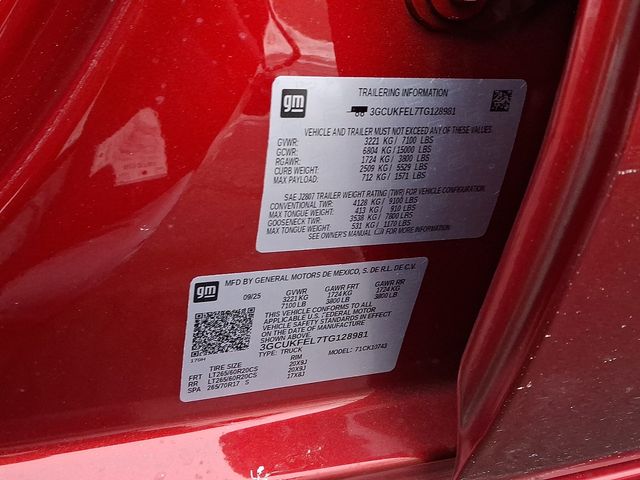 gm
TRAILERING INFORMATION
3GCUKFEL7TG128981
VEHICLE AND TRAILER MUST NOT EXCEED ANY OF THESE VALUES
GVWR: 3221 KG/ 7100 LBS
GCWR: 6804 KG/15000 LBS
RGAWR: 1724 KG/ 3800 LBS
CURB WEIGHT: 2509 KG/ 5529 LBS
MAX PAYLOAD: 712 KG/ 1571 LBS
SAE J2807 TRAILER WEIGHT RATING (TWR) FOR VEHICLE CONFIGURATION.
CONVENTIONAL TWR: 4128 KG/ 9100 LBS
MAX TONGUE WEIGHT: 413 KG/ 910 LBS
GOOSENECK TWR: 3538 KG/ 7800 LBS
MAX TONGUE WEIGHT: 531 KG/ 1170 LBS
SEE OWNER'S MANUAL FOR MORE INFORMATION
gm
MFD BY GENERAL MOTORS DE MEXICO, S. DE R.L. DE C.V.
09/25 GVWR GAWR FRT GAWR RR
3221 KG 1724 KG 1724 KG
7100 LB 3800 LB 3800 LB
THIS VEHICLE CONFORMS TO ALL
APPLICABLE U.S. FEDERAL MOTOR
VEHICLE SAFETY STANDARDS IN EFFECT
ON THE DATE OF MANUFACTURE
SHOWN ABOVE.
3GCUKFEL7TG128981
TYPE: TRUCK MODEL: 71CK10743
TIRE SIZE RIM
FRT LT265/60R20CS 20X9J
RR LT265/60R20CS 20X9J
SPA 265/70R17 S 17X8J